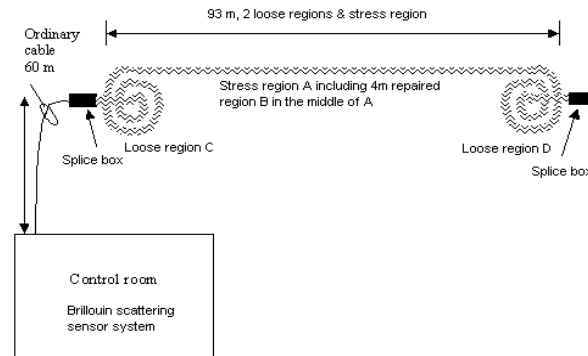 93 m, 2 loose regions & stress region
Ordinary
cable
60 m
Stress region A including 4m repaired
region B in the middle of A
Loose region C
Splice box
Loose region D
Splice box
Control room
Brillouin scattering
sensor system